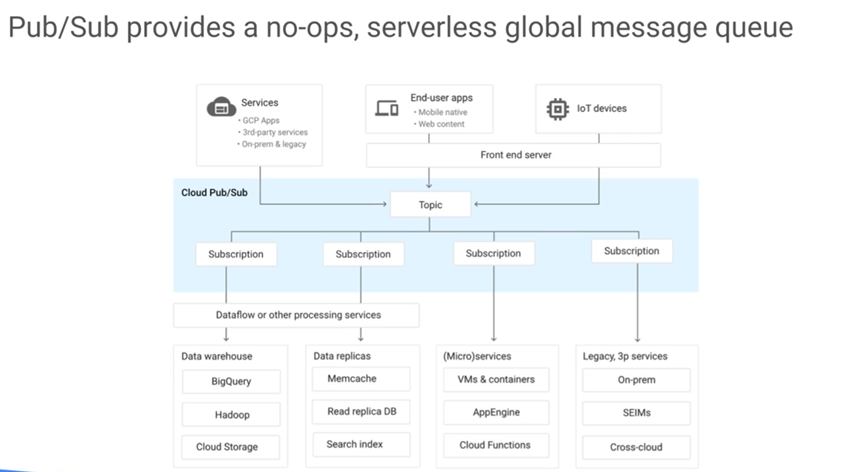 Pub/Sub provides a no-ops, serverless global message queue
Services
• GCP Apps
• 3rd-party services
• On-prem & legacy
End-user apps
• Mobile native
• Web content
IoT devices
Front end server
Cloud Pub/Sub
Topic
Subscription
Subscription
Subscription
Subscription
Dataflow or other processing services
Data warehouse
BigQuery
Hadoop
Cloud Storage
Data replicas
Memcache
Read replica DB
Search index
(Micro)services
VMs & containers
AppEngine
Cloud Functions
Legacy, 3p services
On-prem
SEIMs
Cross-cloud